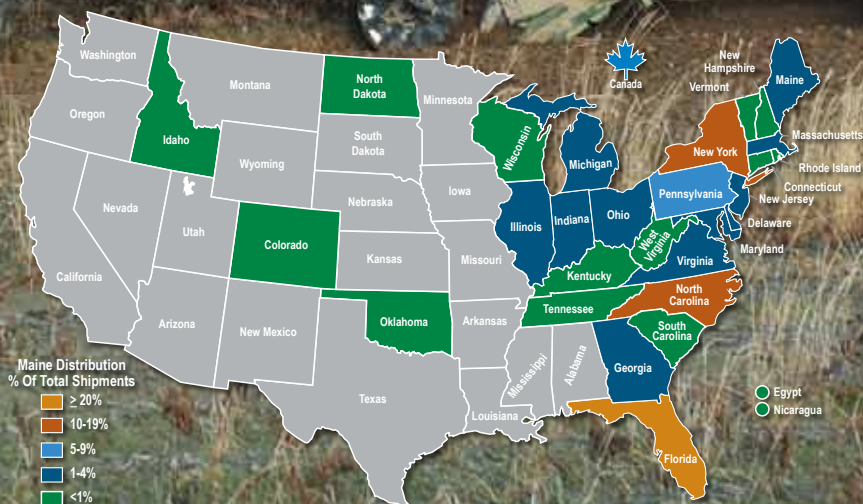 Washington
Oregon
California
Nevada
Idaho
Montana
Wyoming
Utah
Arizona
Colorado
New Mexico
North
Dakota
South
Dakota
Nebraska
Kansas
Oklahoma
Texas
Minnesota
Iowa
Missouri
Arkansas
Louisiana
Wisconsin
Illinois
Michigan
Indiana
Ohio
Kentucky
Tennessee
Mississippi
Alabama
Georgia
Florida
South
Carolina
North
Carolina
Virginia
West
Virginia
Pennsylvania
New York
Canada
Vermont
New
Hampshire
Maine
Massachusetts
Rhode Island
Connecticut
New Jersey
Delaware
Maryland
Egypt
Nicaragua
Maine Distribution
% Of Total Shipments
≥ 20%
10-19%
5-9%
1-4%
<1%